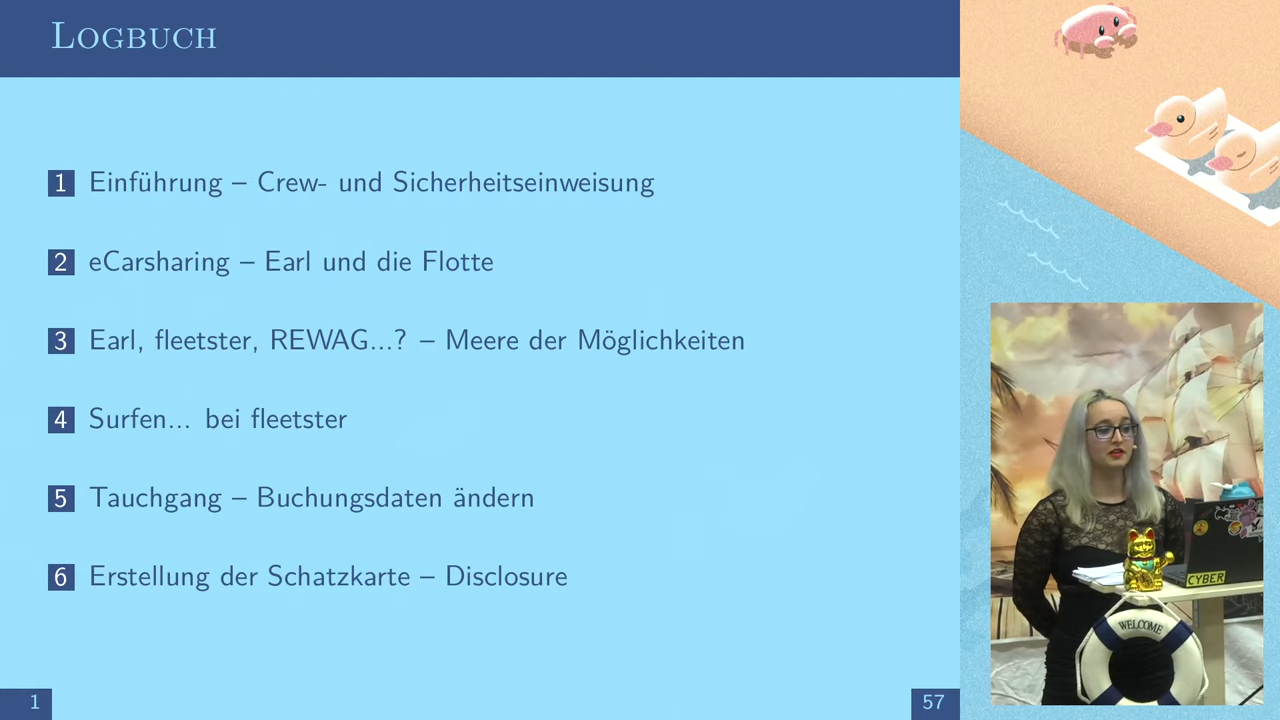 Logbuch
1 Einführung – Crew- und Sicherheitseinweisung
2 eCarsharing – Earl und die Flotte
3 Earl, fleetster, REWAG...? – Meere der Möglichkeiten
4 Surfen... bei fleetster
5 Tauchgang – Buchungsdaten ändern
6 Erstellung der Schatzkarte – Disclosure
1
57
CYBER
WELCOME